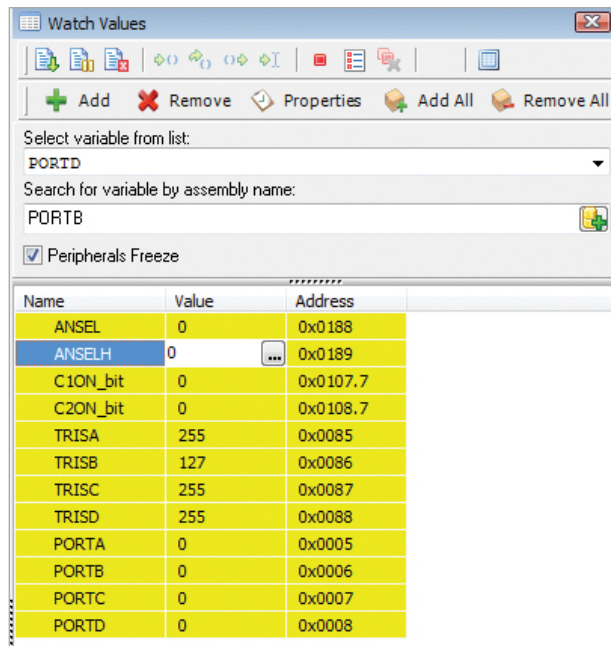 Watch Values
Add Remove Properties Add All Remove All
Select variable from list:
PORTD
Search for variable by assembly name:
PORTB
Peripherals Freeze
Name Value Address
ANSEL 0 0x0188
ANSELH 0 ... 0x0189
C1ON_bit 0 0x0107.7
C2ON_bit 0 0x0108.7
TRISA 255 0x0085
TRISB 127 0x0086
TRISC 255 0x0087
TRISD 255 0x0088
PORTA 0 0x0005
PORTB 0 0x0006
PORTC 0 0x0007
PORTD 0 0x0008